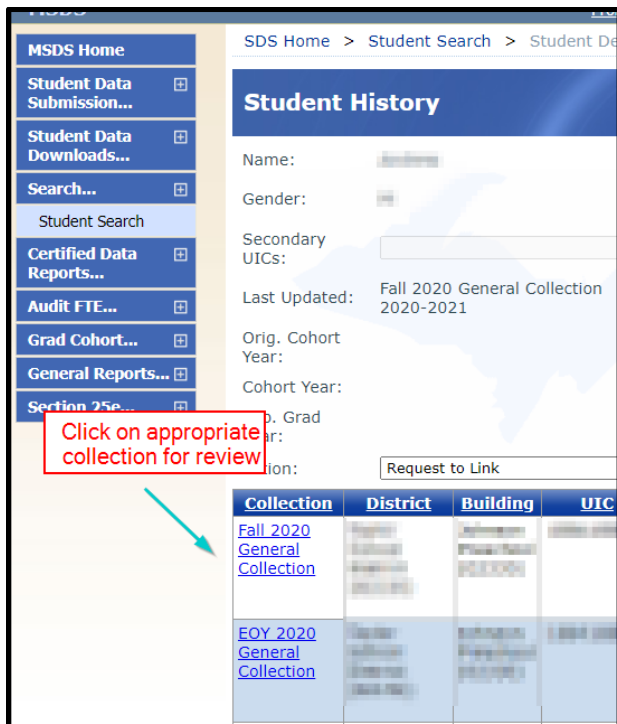 MSDS Home
Student Data
Submission...
Student Data
Downloads...
Search...
Student Search
Certified Data
Reports...
Audit FTE...
Grad Cohort...
General Reports...
Section 25e...
SDS Home > Student Search > Student De
Student History
Name:
Gender:
Secondary
UICs:
Last Updated: Fall 2020 General Collection
2020-2021
Orig. Cohort
Year:
Cohort Year:
Grad
Click on appropriate
collection for review
Request to Link
Collection District Building UIC
Fall 2020
General
Collection
EOY 2020
General
Collection